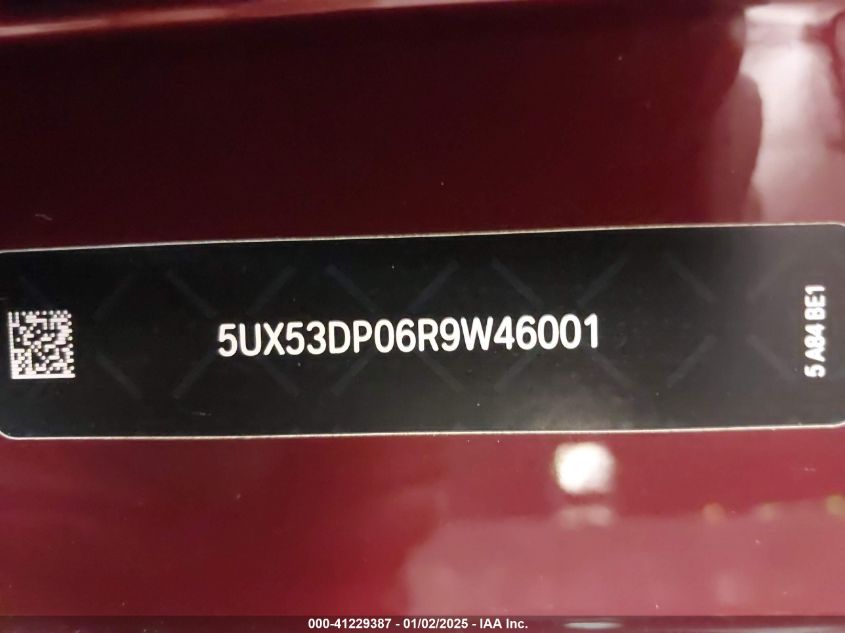 5UX53DP06R9W46001
5 A84 BE1
000-41229387 - 01/02/2025 - IAA Inc.